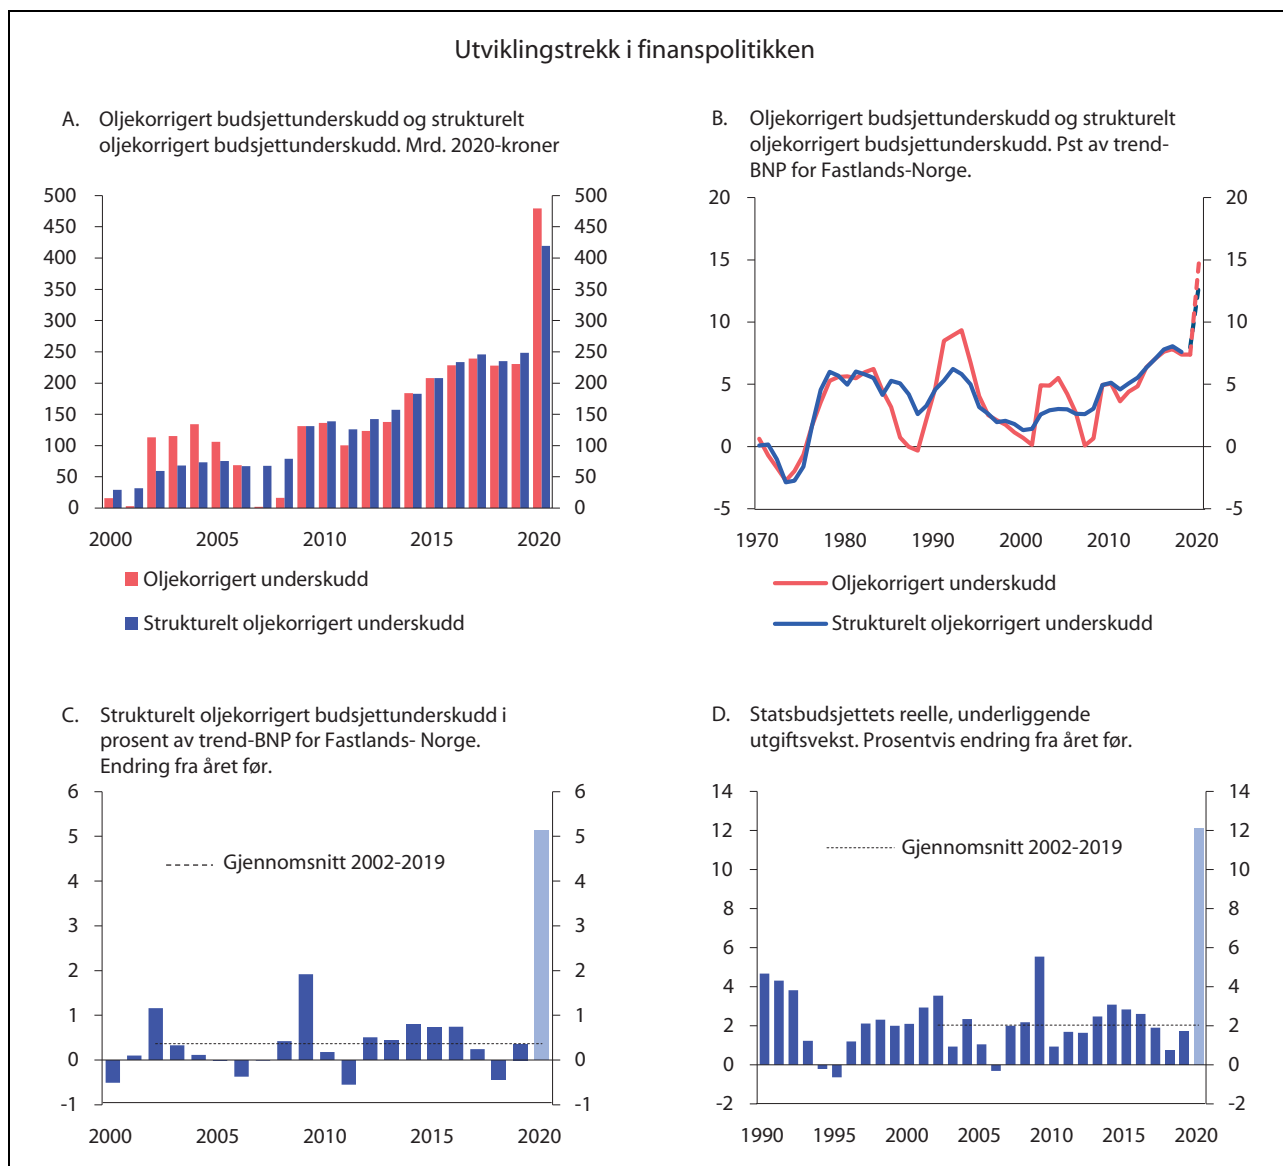 Utviklingstrekk i finanspolitikken
A. Oljekorrigert budsjettunderskudd og strukturelt
oljekorrigert budsjettunderskudd. Mrd. 2020-kroner
500 500
450 450
400 400
350 350
300 300
250 250
200 200
150 150
100 100
50 50
0 0
2000 2005 2010 2015 2020
Oljekorrigert underskudd
Strukturelt oljekorrigert underskudd
B. Oljekorrigert budsjettunderskudd og strukturelt
oljekorrigert budsjettunderskudd. Pst av trend-
BNP for Fastlands-Norge.
20 20
15 15
10 10
5 5
0 0
-5 -5
1970 1980 1990 2000 2010 2020
Oljekorrigert underskudd
Strukturelt oljekorrigert underskudd
C. Strukturelt oljekorrigert budsjettunderskudd i
prosent av trend-BNP for Fastlands- Norge.
Endring fra året før.
6 6
5 5
Gjennomsnitt 2002-2019
4 4
3 3
2 2
1 1
0 0
-1 -1
2000 2005 2010 2015 2020
D. Statsbudsjettets reelle, underliggende
utgiftsvekst. Prosentvis endring fra året før.
14 14
12 12
Gjennomsnitt 2002-2019
10 10
8 8
6 6
4 4
2 2
0 0
-2 -2
1990 1995 2000 2005 2010 2015 2020